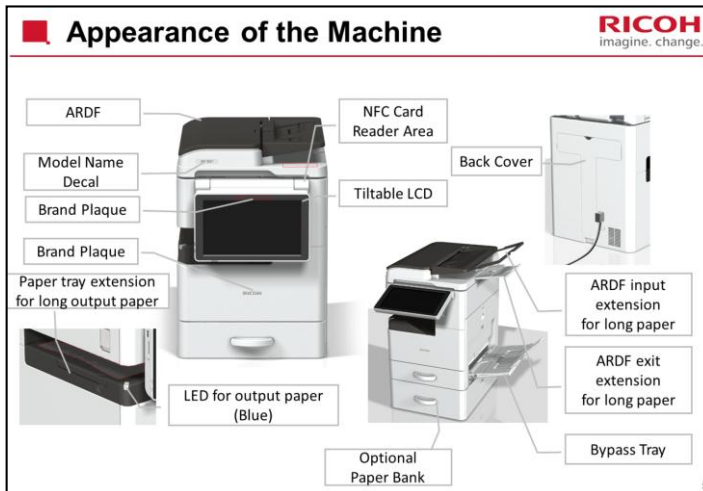 Appearance of the Machine
RICOH
imagine. change.
ARDF
NFC Card
Reader Area
Model Name
Decal
Back Cover
Brand Plaque
Tiltable LCD
Brand Plaque
RICOH
Paper tray extension
for long output paper
ARDF input
extension
for long paper
LED for output paper
(Blue)
ARDF exit
extension
for long paper
Optional
Paper Bank
Bypass Tray